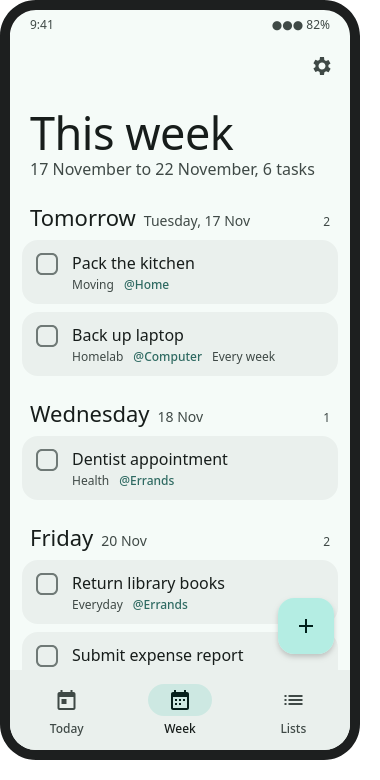 9:41
82%
This week
17 November to 22 November, 6 tasks
Tomorrow Tuesday, 17 Nov 2
Pack the kitchen
Moving @Home
Back up laptop
Homelab @Computer Every week
Wednesday 18 Nov 1
Dentist appointment
Health @Errands
Friday 20 Nov 2
Return library books
Everyday @Errands
Submit expense report
Today Week Lists